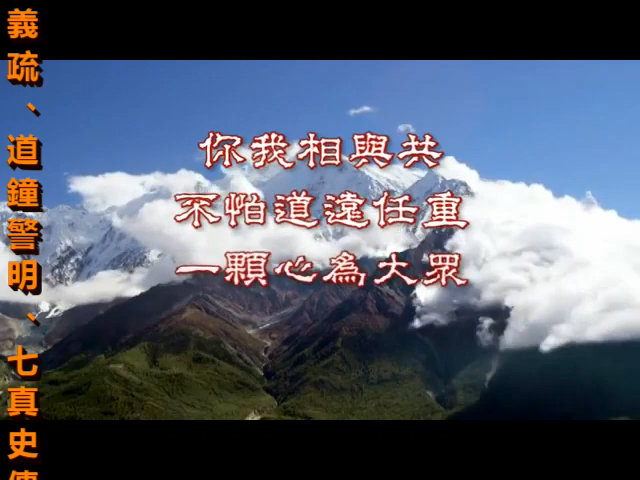 義疏、道鐘警明、七真史傳
你我相與共
不怕道遠任重
一顆心為大眾